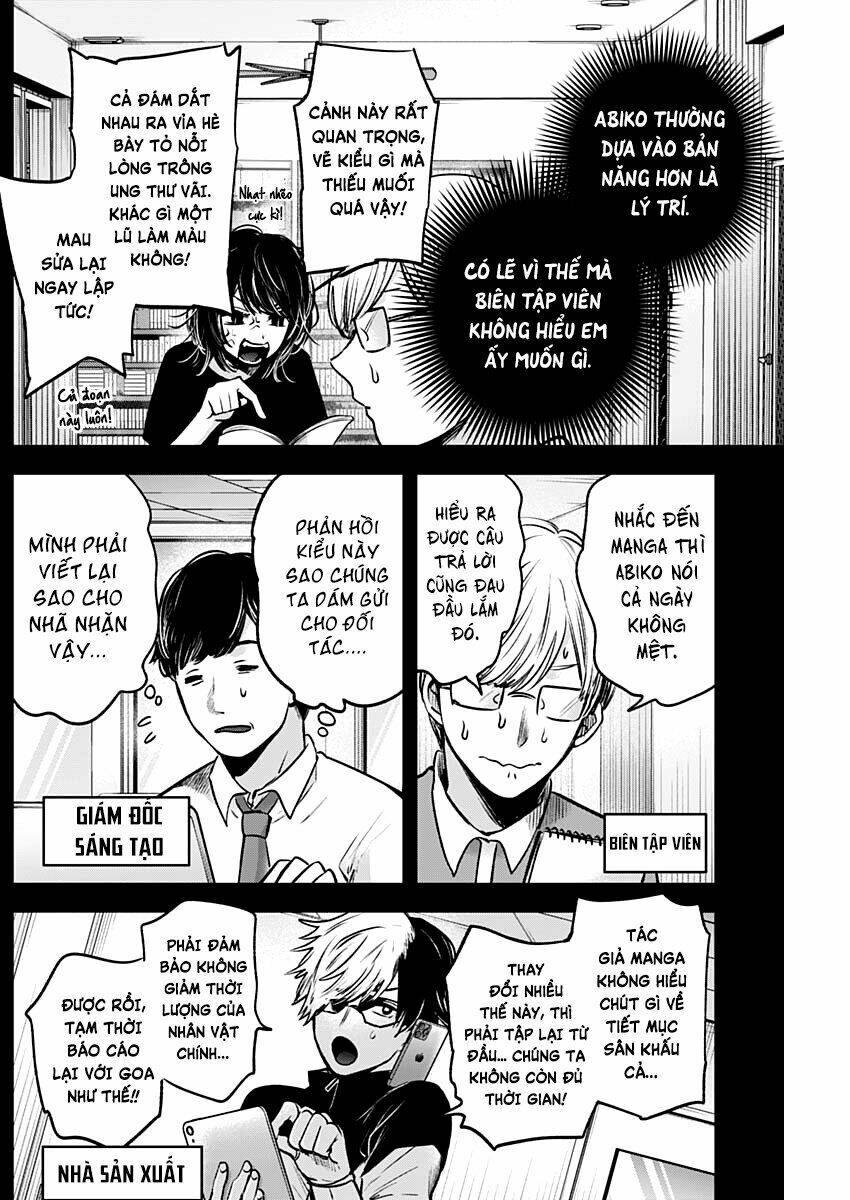 ABIKO THƯỜNG
DỰA VÀO BẢN
NĂNG HƠN LÀ
LÝ TRÍ.
CÓ LẼ VÌ THẾ MÀ
BIÊN TẬP VIÊN
KHÔNG HIỂU EM
ẤY MUỐN GÌ.
CẢNH NÀY RẤT
QUAN TRỌNG,
VẼ KIỂU GÌ MÀ
THIẾU MUỐI
QUÁ VẬY!
Nhạt nhẽo
cực kì!
CẢ ĐÁM DẮT
NHAU RA VỈA HÈ
BÀY TỎ NỖI
LÒNG TRÔNG
UNG THƯ VÃI.
KHÁC GÌ MỘT
LŨ LÀM MÀU
KHÔNG!
MAU
SỬA LẠI
NGAY LẬP
TỨC!
Cả đoạn
này luôn!
NHẮC ĐẾN
MANGA THÌ
ABIKO NÓI
CẢ NGÀY
KHÔNG
MỆT.
HIỂU RA
ĐƯỢC CÂU
TRẢ LỜI
CŨNG ĐAU
ĐẦU LẮM
ĐÓ.
BIÊN TẬP VIÊN
PHẢN HỒI
KIỂU NÀY
SAO CHÚNG
TA DÁM GỬI
CHO ĐỐI
TÁC....
MÌNH PHẢI
VIẾT LẠI
SAO CHO
NHÃ NHẶN
VẬY...
GIÁM ĐỐC
SÁNG TẠO
TÁC
GIẢ MANGA
KHÔNG HIỂU
CHÚT GÌ VỀ
TIẾT MỤC
SÂN KHẤU
CẢ...
THAY
ĐỔI NHIỀU
THẾ NÀY, THÌ
PHẢI TẬP LẠI TỪ
ĐẦU... CHÚNG TA
KHÔNG CÒN ĐỦ
THỜI GIAN!
PHẢI ĐẢM
BẢO KHÔNG
GIẢM THỜI
LƯỢNG CỦA
NHÂN VẬT
CHÍNH...
ĐƯỢC RỒI,
TẠM THỜI
BÁO CÁO
LẠI VỚI GOA
NHƯ THẾ!!
NHÀ SẢN XUẤT